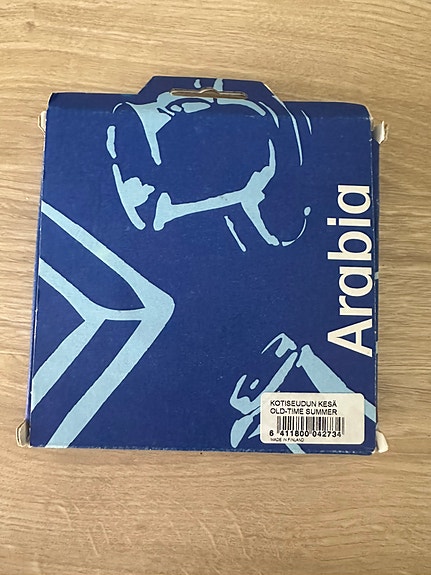 Arabia
KOTISEUDUN KESÄ
OLD-TIME SUMMER
6 411800 042734
MADE IN FINLAND